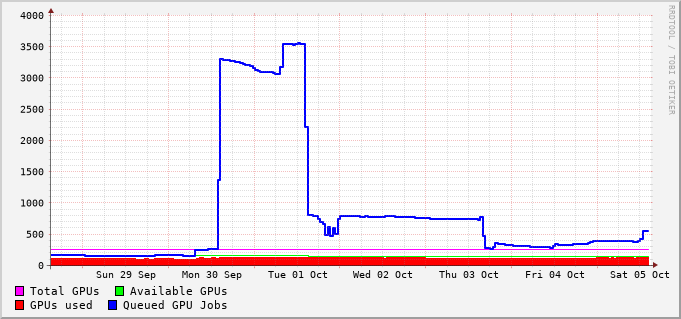 RRDTOOL / TOBI OETIKER
4000
3500
3000
2500
2000
1500
1000
500
0
Sun 29 Sep Mon 30 Sep Tue 01 Oct Wed 02 Oct Thu 03 Oct Fri 04 Oct Sat 05 Oct
Total GPUs Available GPUs
GPUs used Queued GPU Jobs